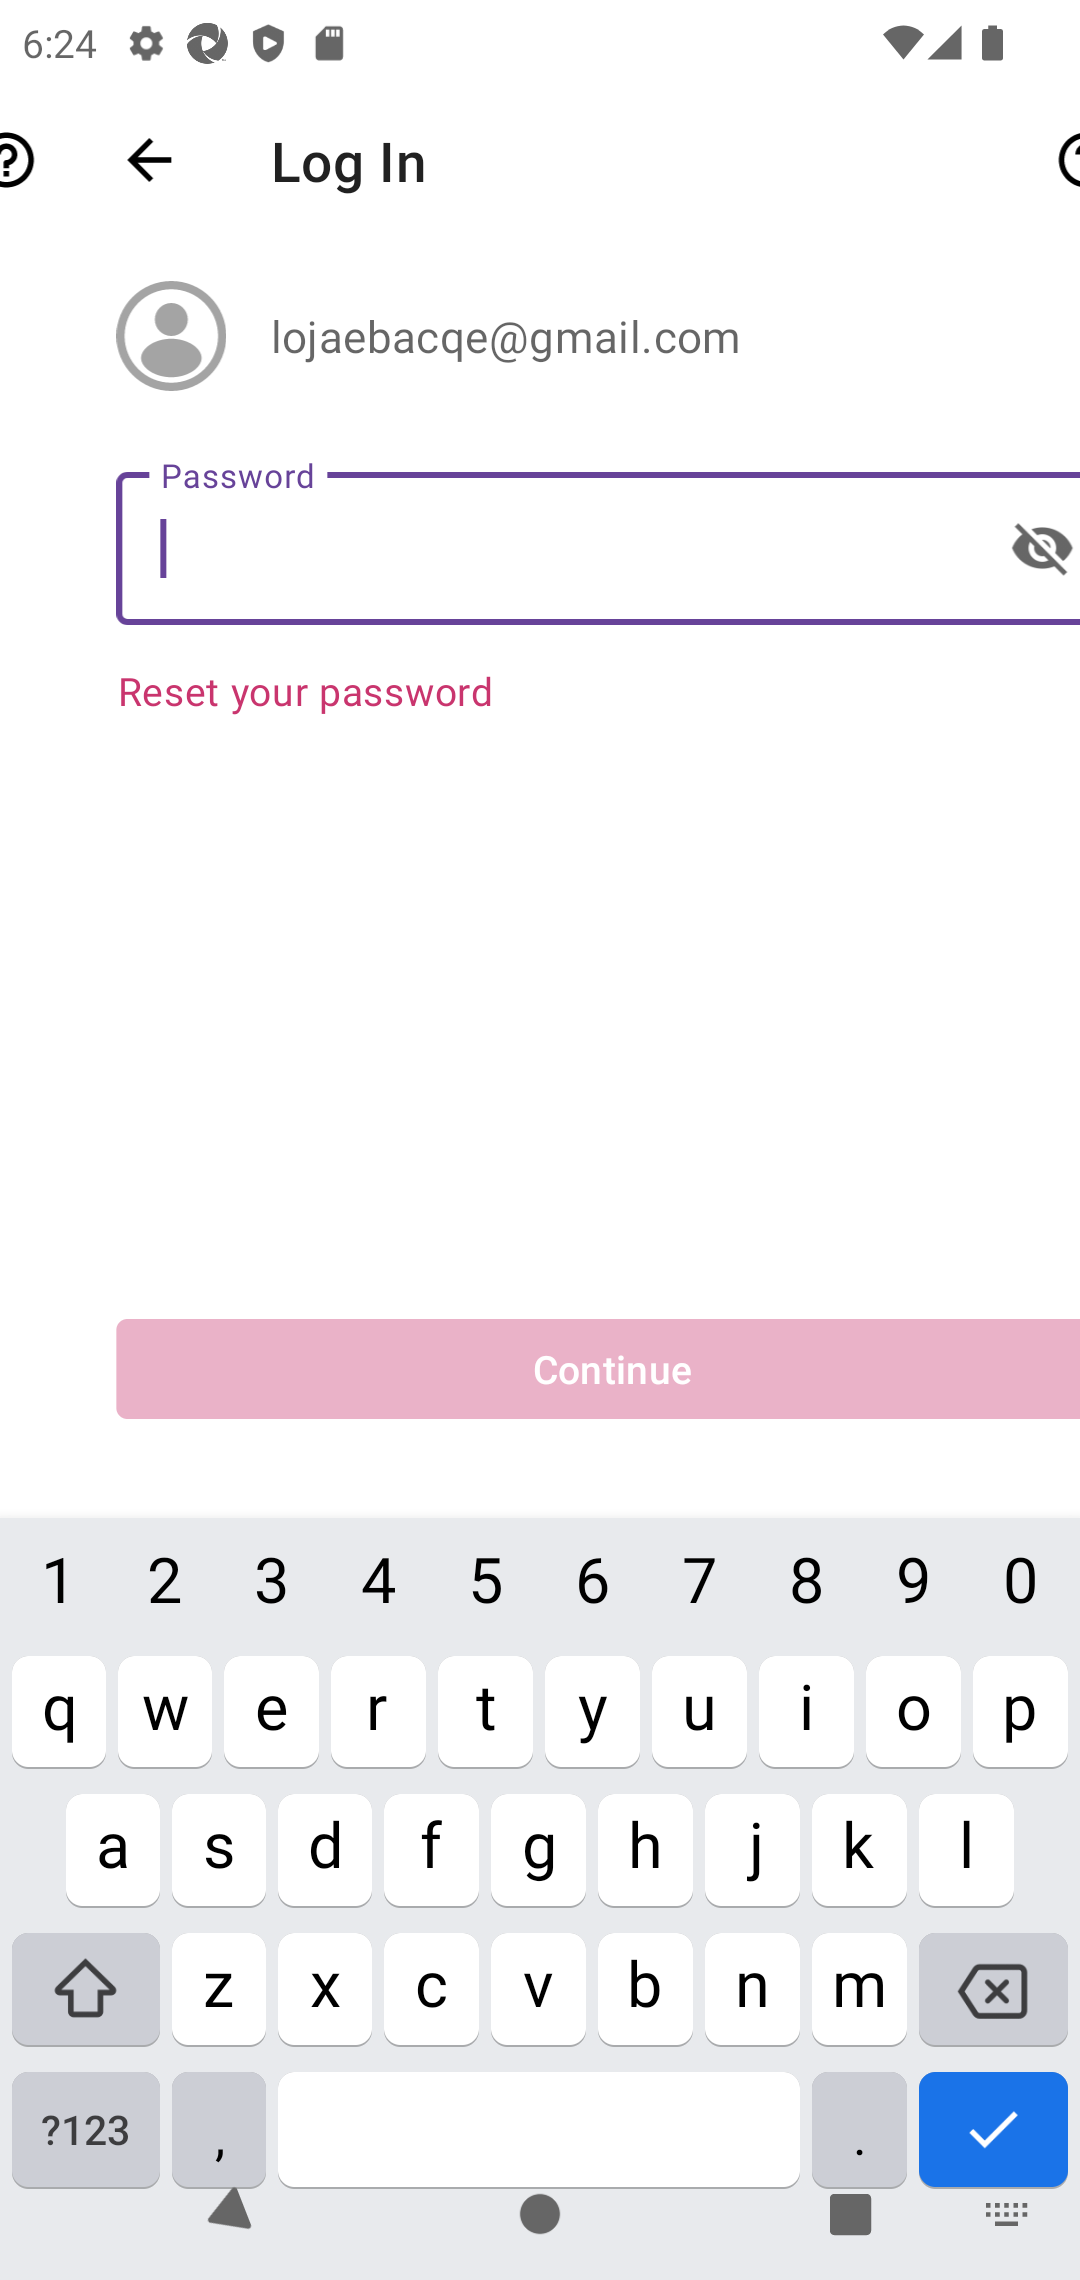 6:24
Log In
lojaebacqe@gmail.com
Password
Reset your password
Continue
1 2 3 4 5 6 7 8 9 0
q w e r t y u i o p
a s d f g h j k l
z x c v b n m
?123 , .